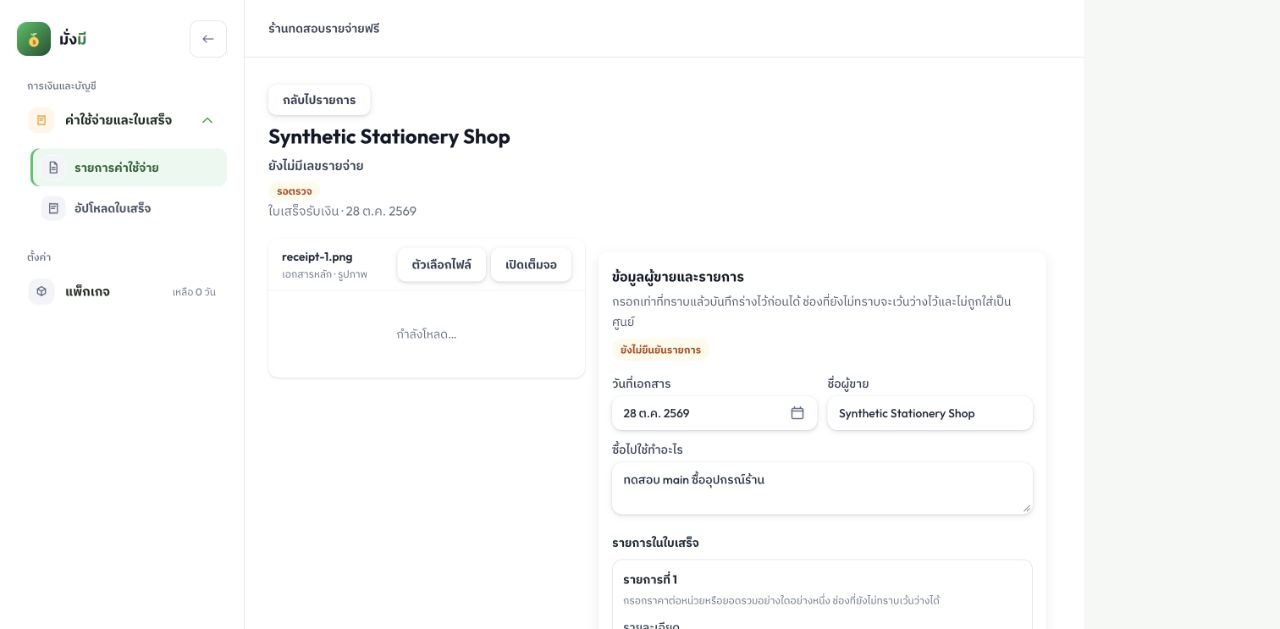 มั่งมี
←
การเงินและบัญชี
ค่าใช้จ่ายและใบเสร็จ
รายการค่าใช้จ่าย
อัปโหลดใบเสร็จ
ตั้งค่า
แพ็กเกจ
เหลือ 0 วัน
ร้านทดสอบรายจ่ายฟรี
กลับไปรายการ
Synthetic Stationery Shop
ยังไม่มีเลขรายจ่าย
รอตรวจ
ใบเสร็จรับเงิน · 28 ต.ค. 2569
receipt-1.png
เอกสารหลัก · รูปภาพ
ตัวเลือกไฟล์
เปิดเต็มจอ
กำลังโหลด...
ข้อมูลผู้ขายและรายการ
กรอกเท่าที่ทราบแล้วบันทึกร่างไว้ก่อนได้ ช่องที่ยังไม่ทราบจะเว้นว่างไว้และไม่ถูกใส่เป็น
ศูนย์
ยังไม่ยืนยันรายการ
วันที่เอกสาร
28 ต.ค. 2569
ชื่อผู้ขาย
Synthetic Stationery Shop
ซื้อไปใช้ทำอะไร
ทดสอบ main ซื้ออุปกรณ์ร้าน
รายการในใบเสร็จ
รายการที่ 1
กรอกราคาต่อหน่วยหรือยอดรวมอย่างใดอย่างหนึ่ง ช่องที่ยังไม่ทราบเว้นว่างได้
รายละเอียด